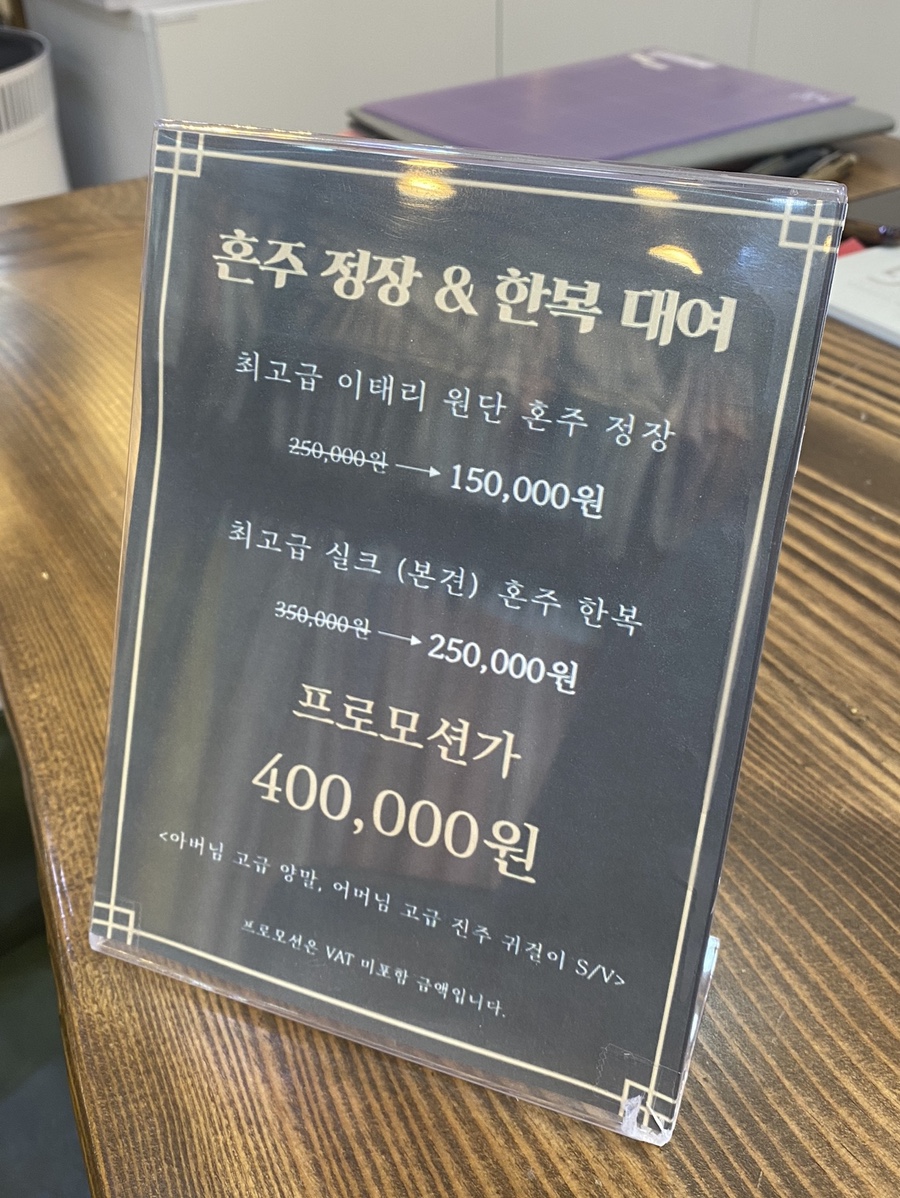 혼주 정장 & 한복 대여
최고급 이태리 원단 혼주 정장
250,000원 → 150,000원
최고급 실크 (본견) 혼주 한복
350,000원 → 250,000원
프로모션가
400,000원
<아버님 고급 양말, 어머님 고급 진주 귀걸이 S/V>
프로모션은 VAT 미포함 금액입니다.